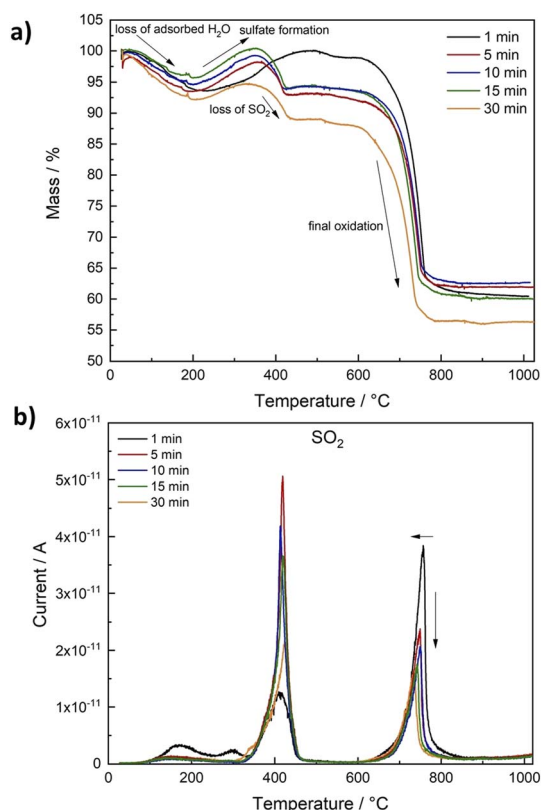 a)
loss of adsorbed H₂O sulfate formation
1 min
5 min
10 min
15 min
30 min
loss of SO₂
final oxidation
Mass / %
105
100
95
90
85
80
75
70
65
60
55
50
0 200 400 600 800 1000
Temperature / °C
b)
SO₂
1 min
5 min
10 min
15 min
30 min
Current / A
6x10⁻¹¹
5x10⁻¹¹
4x10⁻¹¹
3x10⁻¹¹
2x10⁻¹¹
1x10⁻¹¹
0
0 200 400 600 800 1000
Temperature / °C